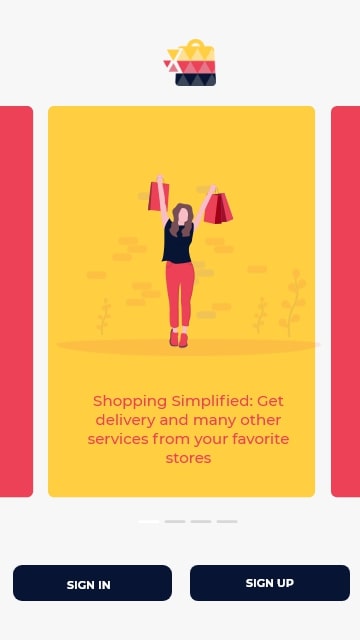 Shopping Simplified: Get
delivery and many other
services from your favorite
stores
SIGN IN
SIGN UP